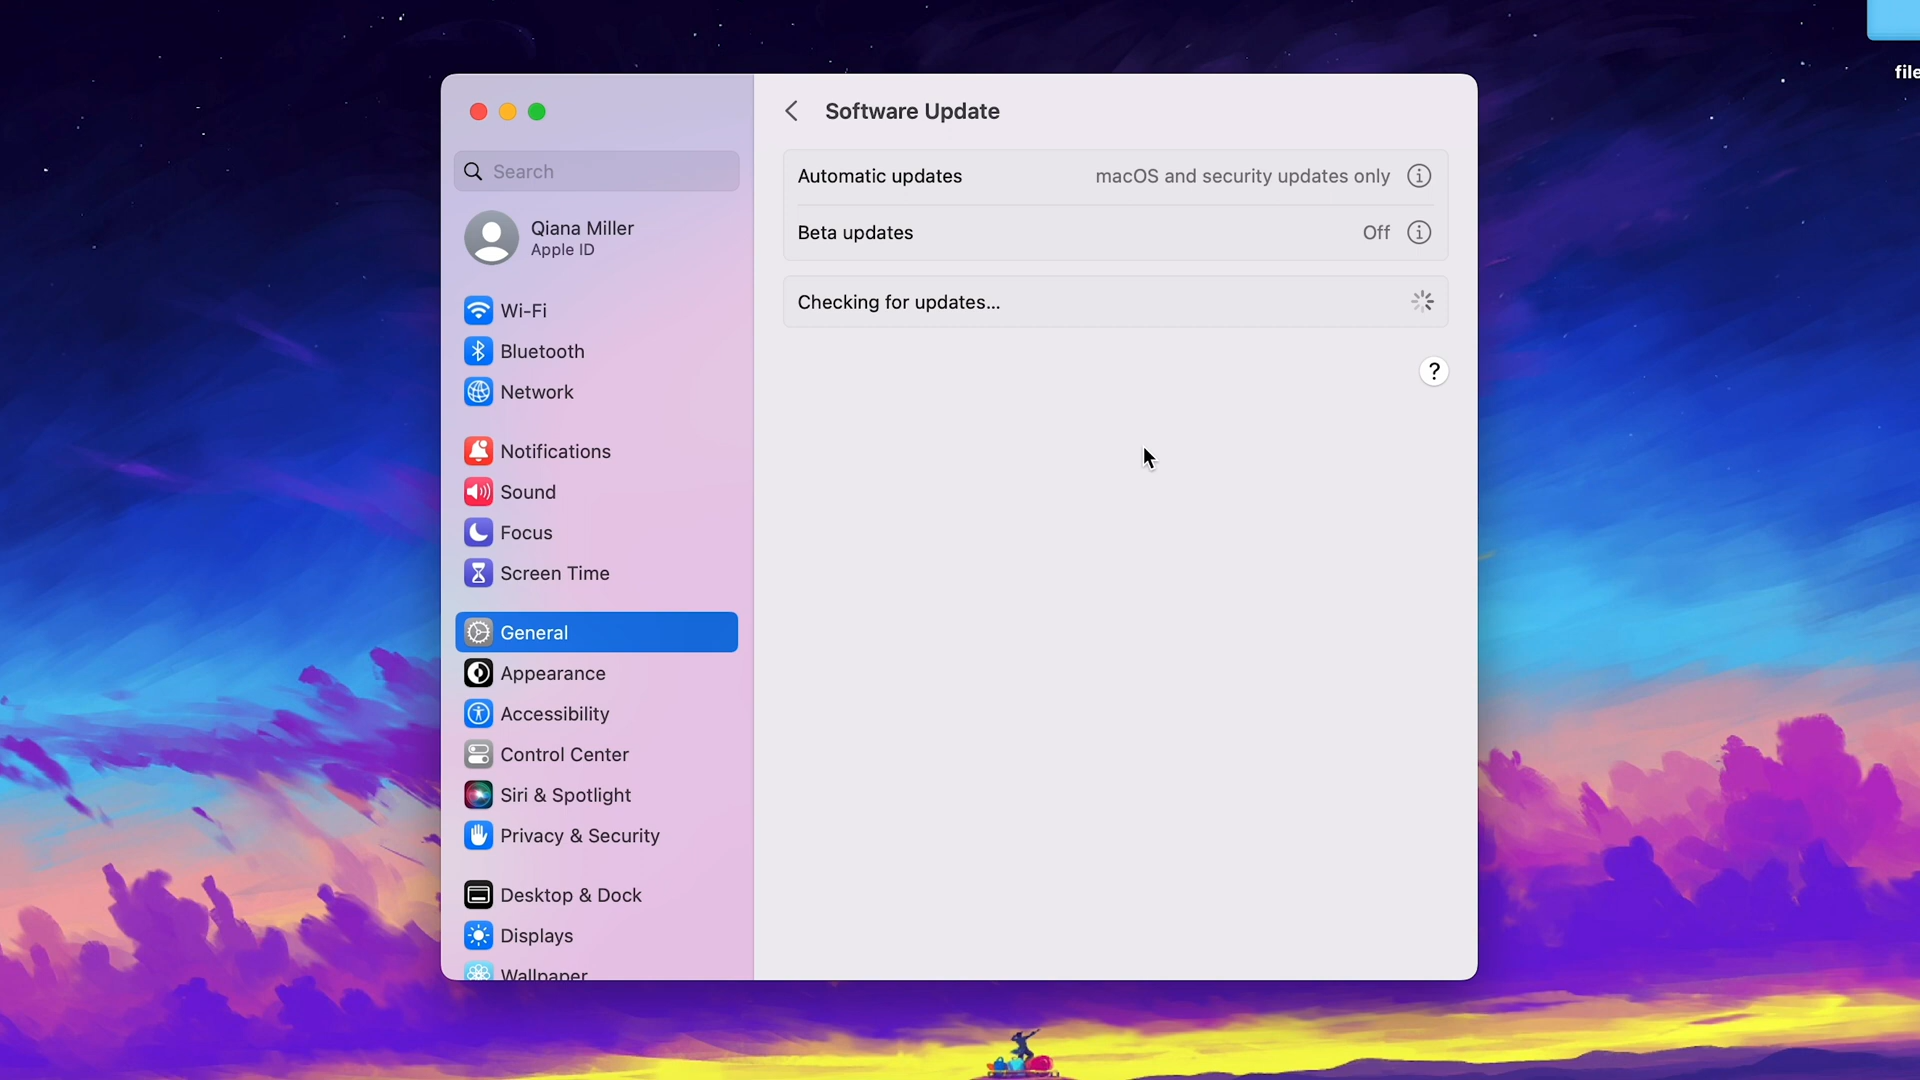 file
Software Update
Search
Automatic updates
macOS and security updates only
Qiana Miller
Apple ID
Beta updates
Off
Checking for updates...
?
Wi-Fi
Bluetooth
Network
Notifications
Sound
Focus
Screen Time
General
Appearance
Accessibility
Control Center
Siri & Spotlight
Privacy & Security
Desktop & Dock
Displays
Wallpaper